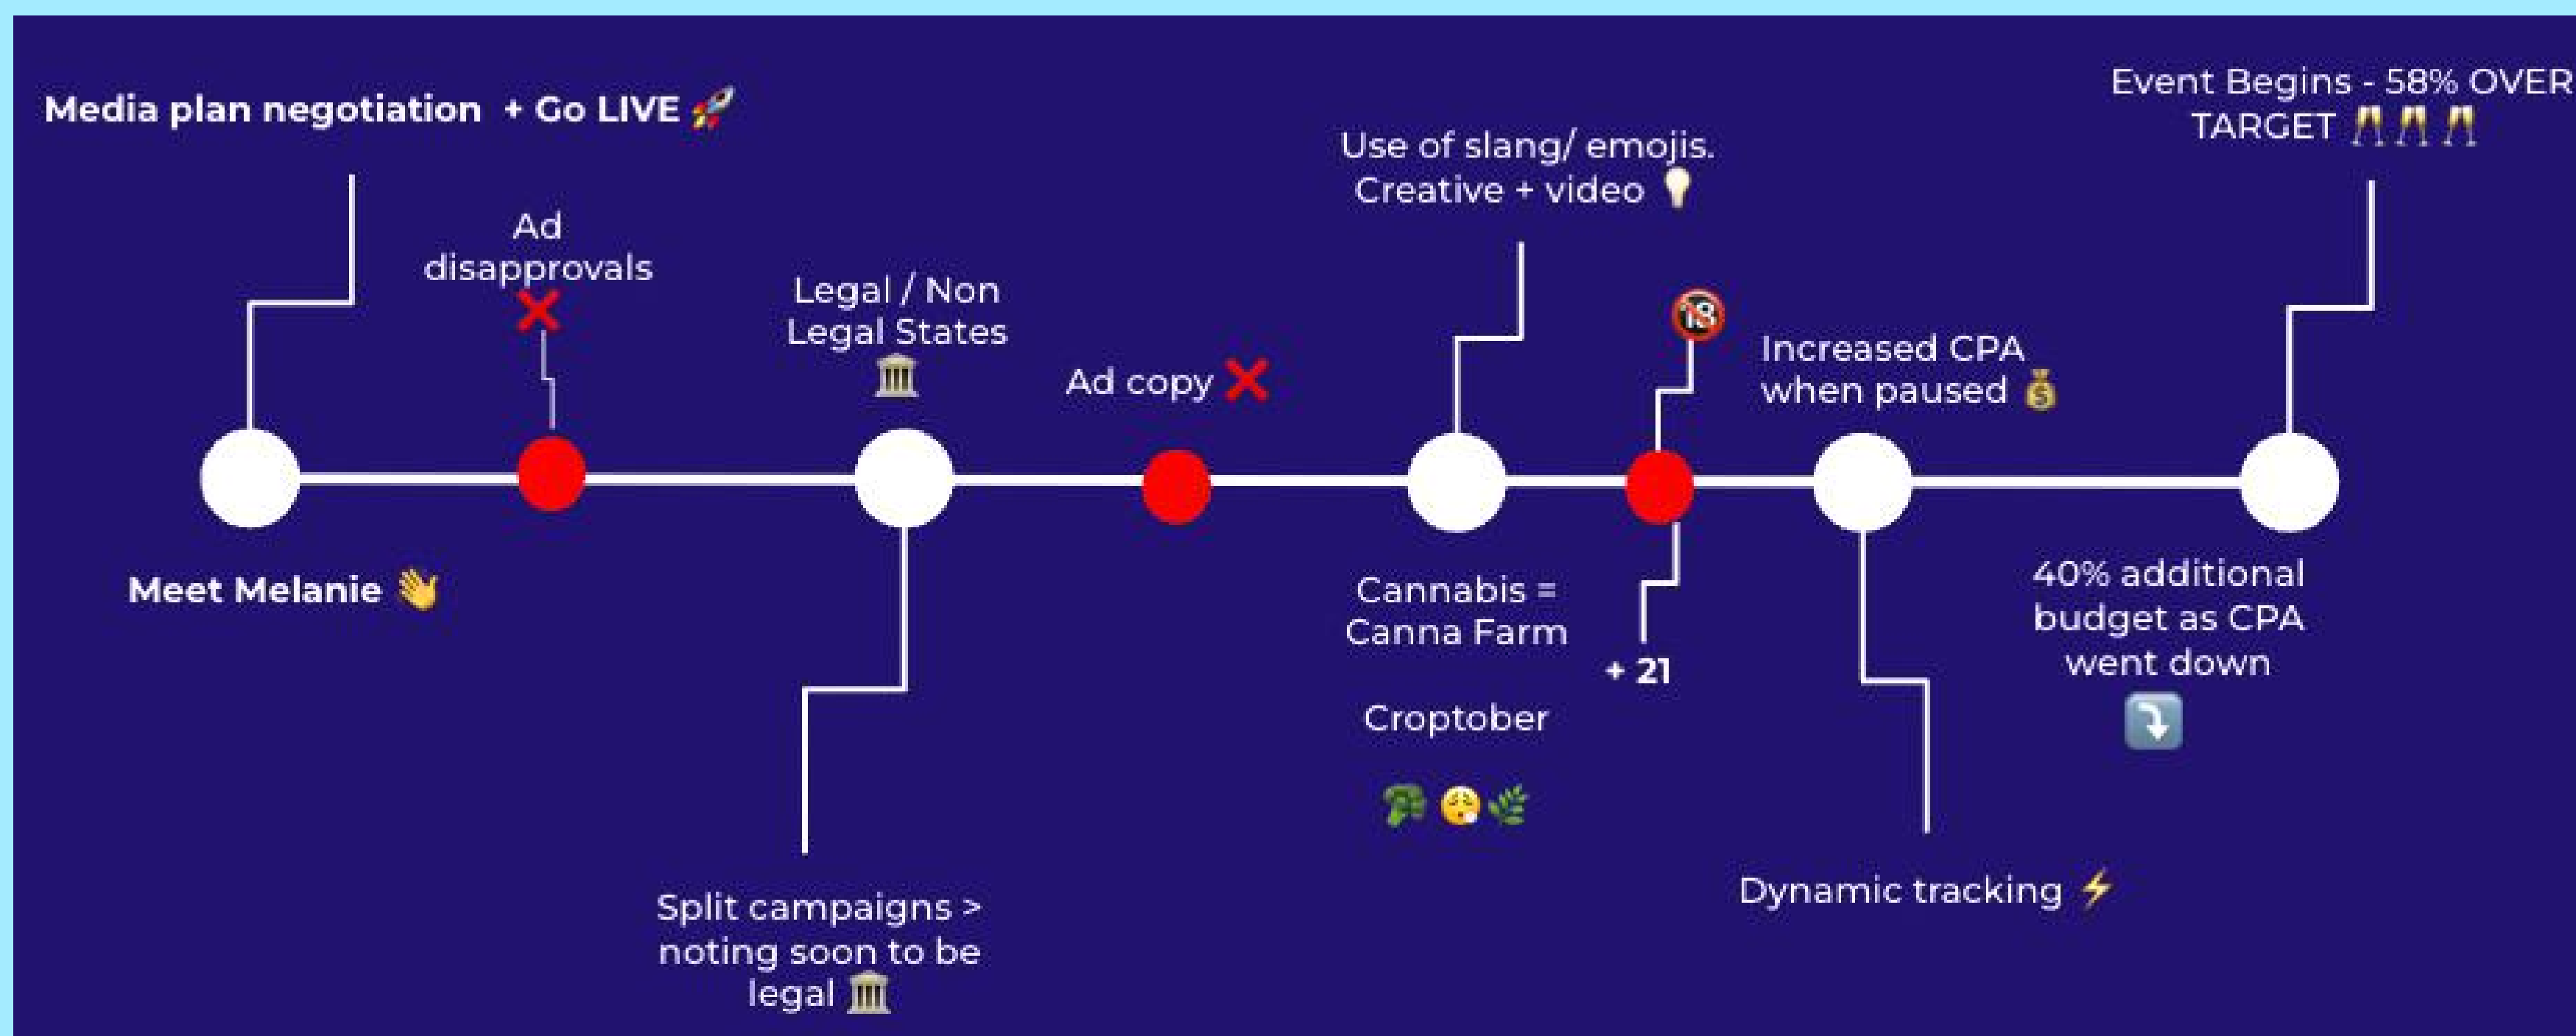 Media plan negotiation + Go LIVE 🚀
Meet Melanie 👋
Ad
disapprovals
❌
Legal / Non
Legal States
🏛️
Split campaigns >
noting soon to be
legal 🏛️
Ad copy ❌
Use of slang/ emojis.
Creative + video 💡
Cannabis =
Canna Farm
Croptober
🥦 😮‍💨 🌿
🔞
+ 21
Increased CPA
when paused 💰
Dynamic tracking ⚡
Event Begins - 58% OVER
TARGET 🥂 🥂 🥂
40% additional
budget as CPA
went down
⤵️